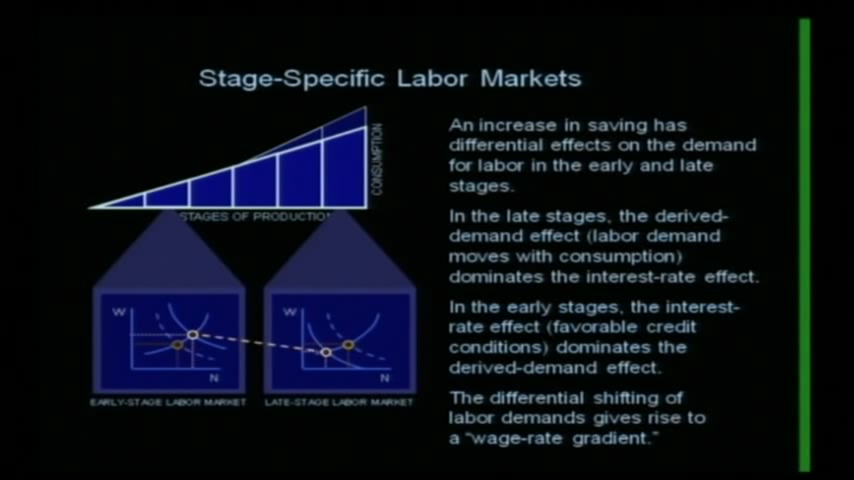 Stage-Specific Labor Markets
CONSUMPTION
STAGES OF PRODUCTION
W
N
EARLY-STAGE LABOR MARKET
W
N
LATE-STAGE LABOR MARKET
An increase in saving has
differential effects on the demand
for labor in the early and late
stages.
In the late stages, the derived-
demand effect (labor demand
moves with consumption)
dominates the interest-rate effect.
In the early stages, the interest-
rate effect (favorable credit
conditions) dominates the
derived-demand effect.
The differential shifting of
labor demands gives rise to
a "wage-rate gradient."